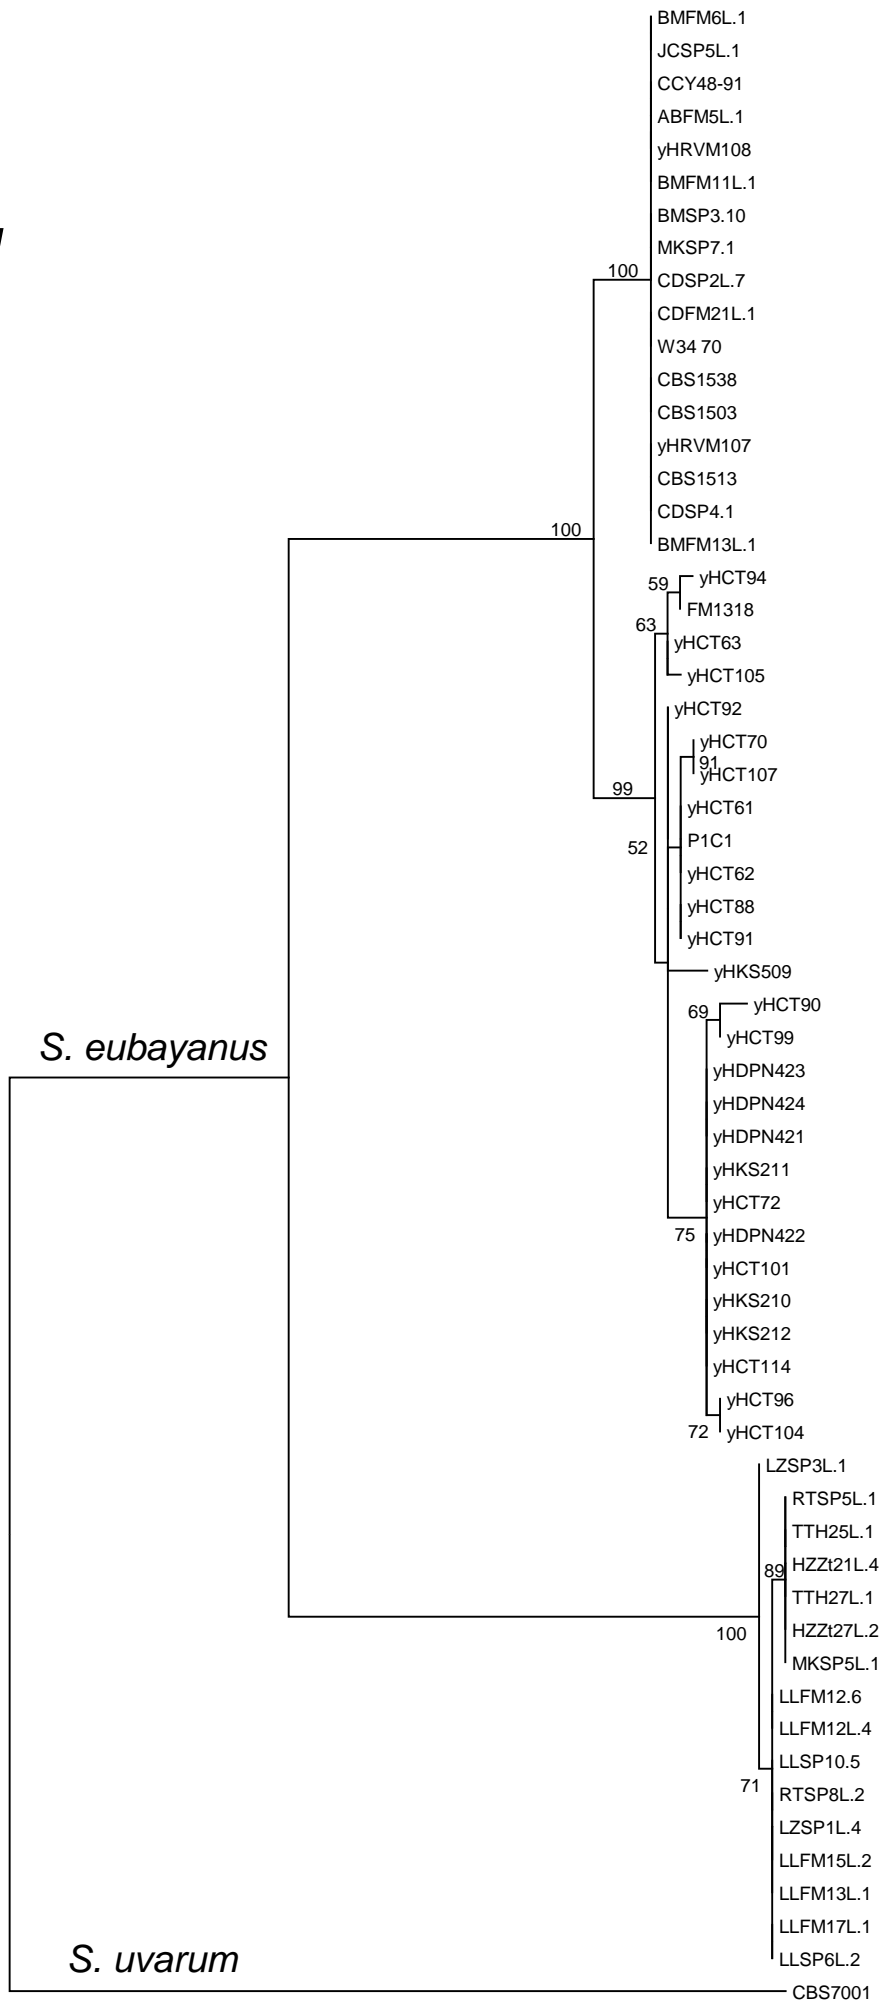 BMFM6L.1
JCSP5L.1
CCY48-91
ABFM5L.1
yHRVM108
BMFM11L.1
BMSP3.10
MKSP7.1
100
CDSP2L.7
CDFM21L.1
W34 70
CBS1538
CBS1503
yHRVM107
CBS1513
CDSP4.1
100
BMFM13L.1
59
yHCT94
FM1318
63
yHCT63
yHCT105
yHCT92
yHCT70
91
yHCT107
99
yHCT61
P1C1
52
yHCT62
yHCT88
yHCT91
yHKS509
yHCT90
69
yHCT99
S. eubayanus
yHDPN423
yHDPN424
yHDPN421
yHKS211
yHCT72
75
yHDPN422
yHCT101
yHKS210
yHKS212
yHCT114
yHCT96
72
yHCT104
LZSP3L.1
RTSP5L.1
TTH25L.1
89
HZZt21L.4
TTH27L.1
100
HZZt27L.2
MKSP5L.1
LLFM12.6
LLFM12L.4
LLSP10.5
71
RTSP8L.2
LZSP1L.4
LLFM15L.2
LLFM13L.1
LLFM17L.1
S. uvarum
LLSP6L.2
CBS7001